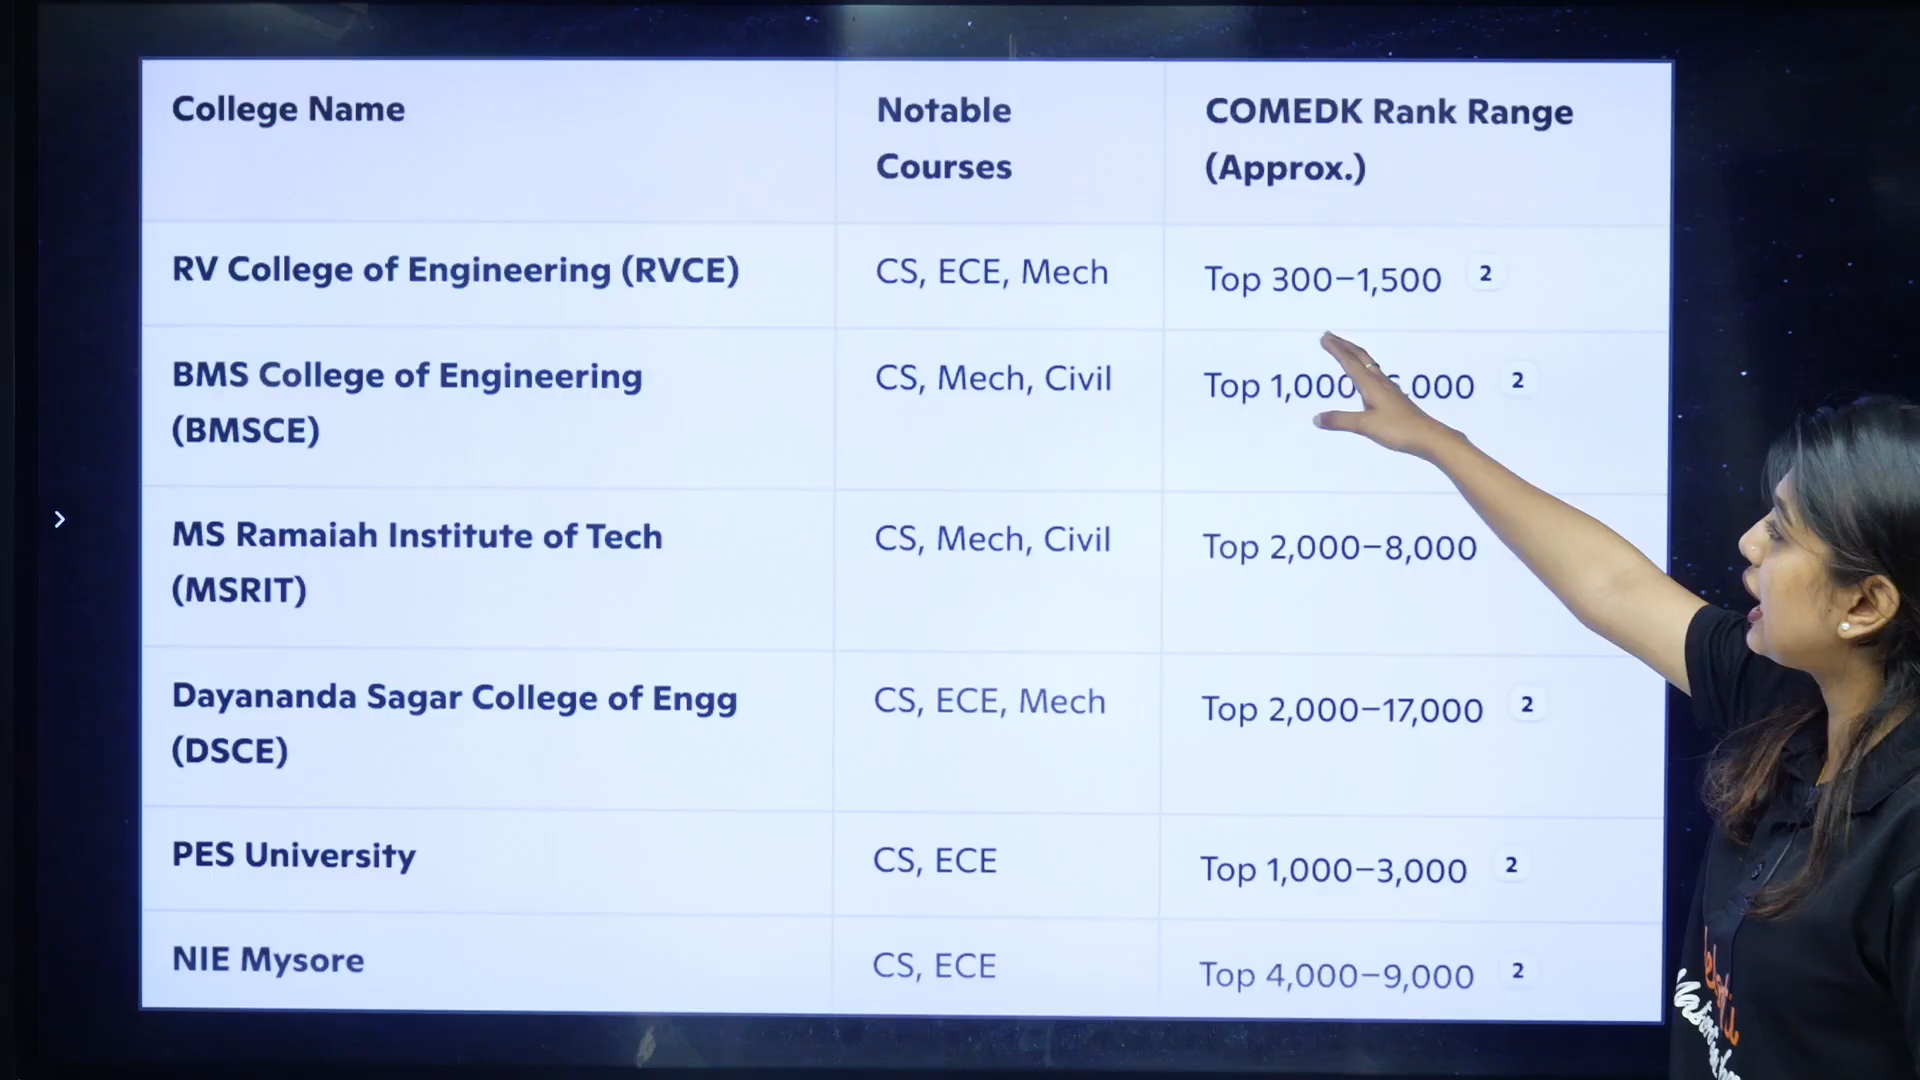 College Name
Notable
Courses
COMEDK Rank Range
(Approx.)
RV College of Engineering (RVCE)
CS, ECE, Mech
Top 300–1,500 2
BMS College of Engineering
(BMSCE)
CS, Mech, Civil
Top 1,000 ,000 2
MS Ramaiah Institute of Tech
(MSRIT)
CS, Mech, Civil
Top 2,000–8,000
Dayananda Sagar College of Engg
(DSCE)
CS, ECE, Mech
Top 2,000–17,000 2
PES University
CS, ECE
Top 1,000–3,000 2
NIE Mysore
CS, ECE
Top 4,000–9,000 2